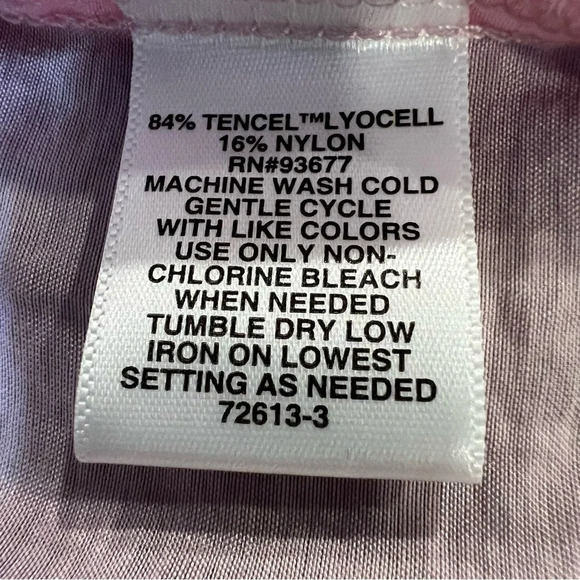 84% TENCEL™LYOCELL
16% NYLON
RN#93677
MACHINE WASH COLD
GENTLE CYCLE
WITH LIKE COLORS
USE ONLY NON-
CHLORINE BLEACH
WHEN NEEDED
TUMBLE DRY LOW
IRON ON LOWEST
SETTING AS NEEDED
72613-3